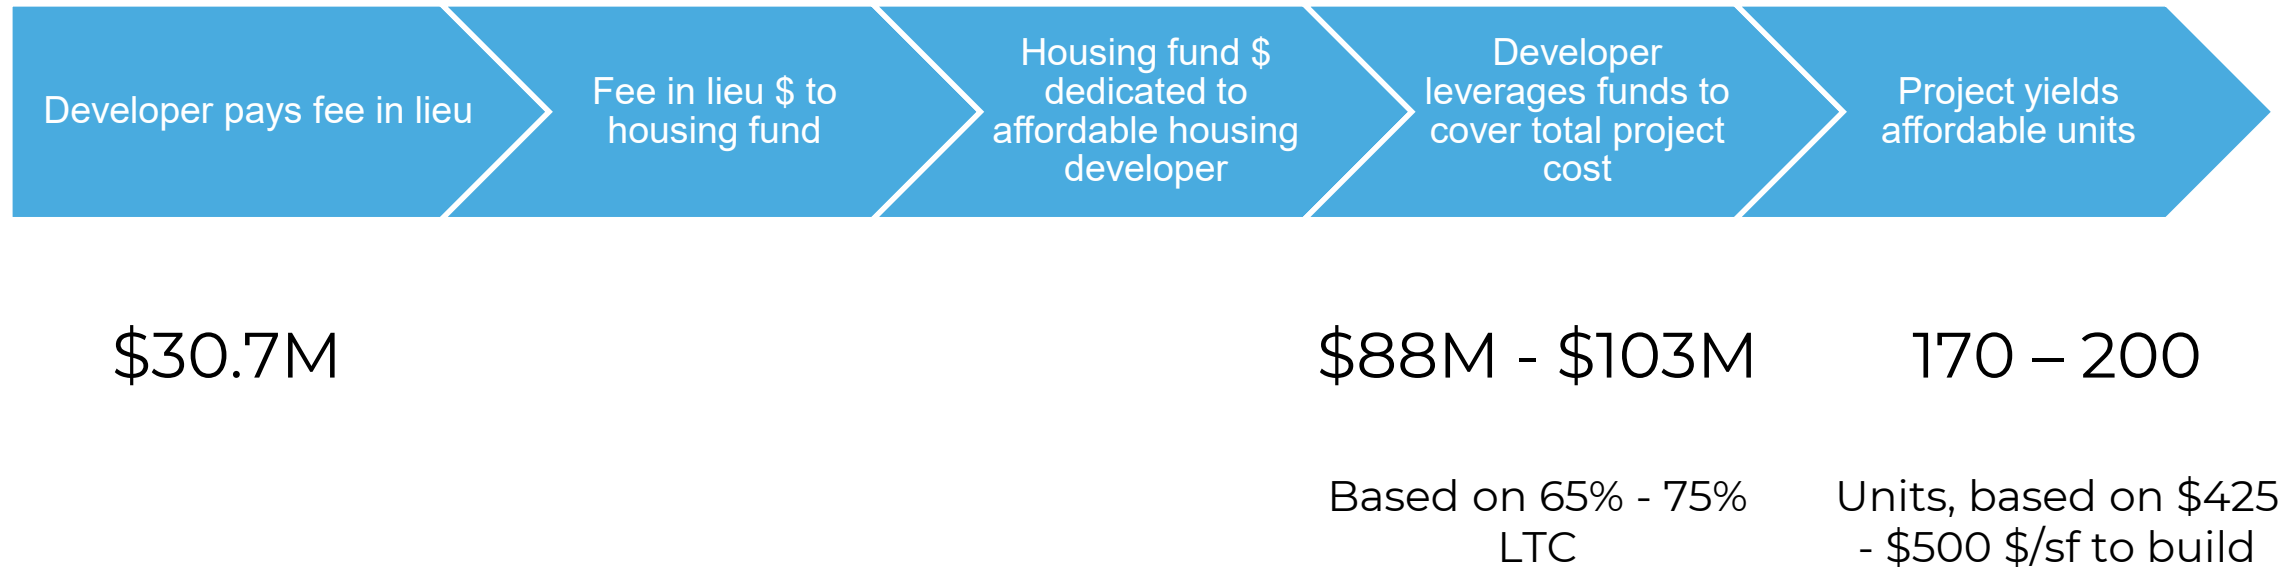 Developer pays fee in lieu
Fee in lieu $ to
housing fund
Housing fund $
dedicated to
affordable housing
developer
Developer
leverages funds to
cover total project
cost
Project yields
affordable units
$30.7M
$88M - $103M
170 – 200
Based on 65% - 75%
LTC
Units, based on $425
- $500 $/sf to build